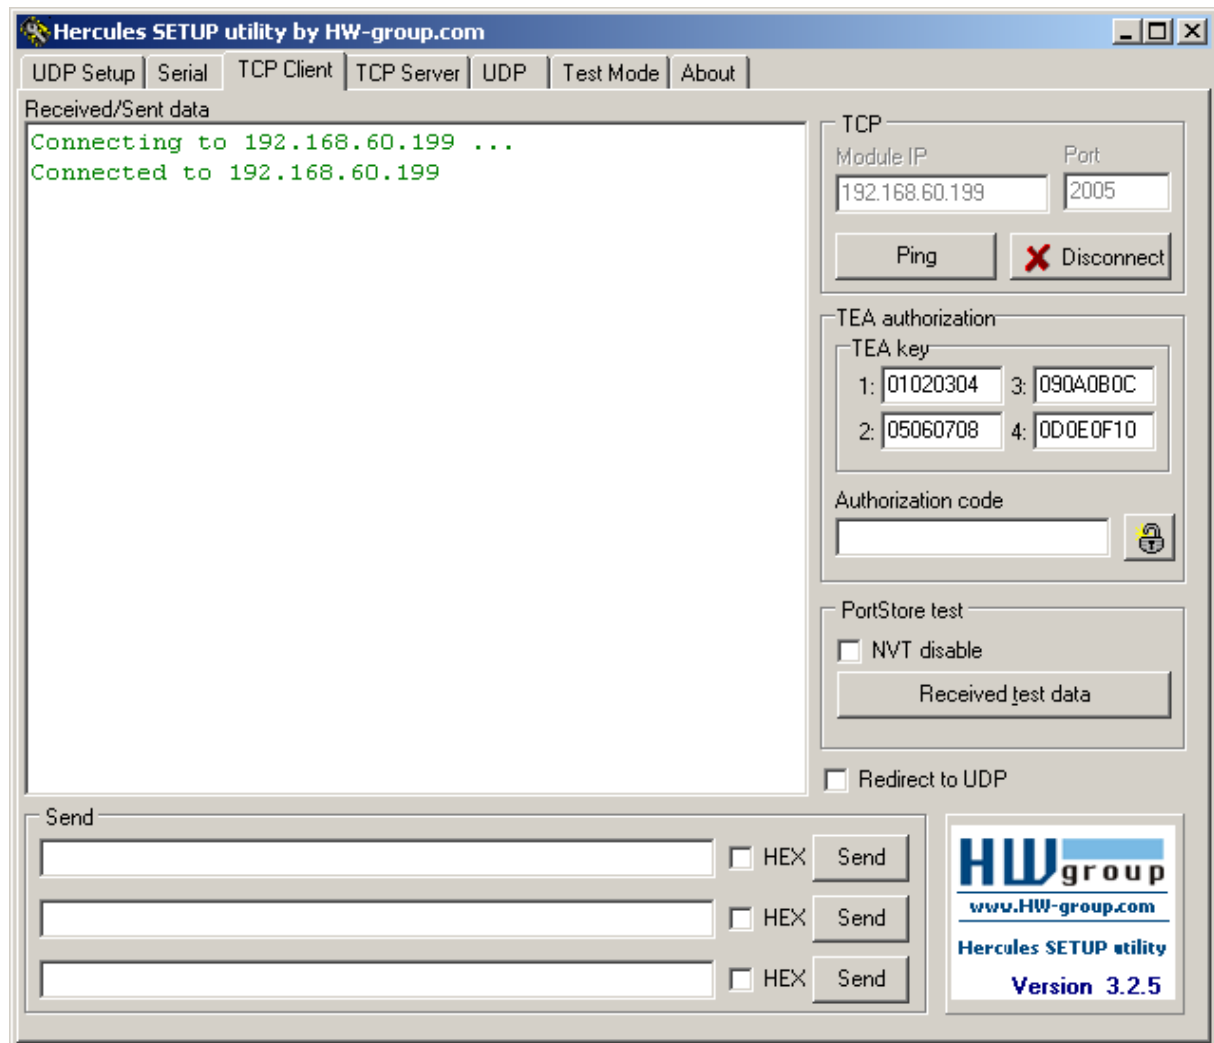 Hercules SETUP utility by HW-group.com
UDP Setup Serial TCP Client TCP Server UDP Test Mode About
Received/Sent data
Connecting to 192.168.60.199 ...
Connected to 192.168.60.199
TCP
Module IP Port
192.168.60.199 2005
Ping Disconnect
TEA authorization
TEA key
1: 01020304 3: 090A0B0C
2: 05060708 4: 0D0E0F10
Authorization code
PortStore test
NVT disable
Received test data
Redirect to UDP
Send
HEX Send
HEX Send
HEX Send
HWgroup
www.HW-group.com
Hercules SETUP utility
Version 3.2.5